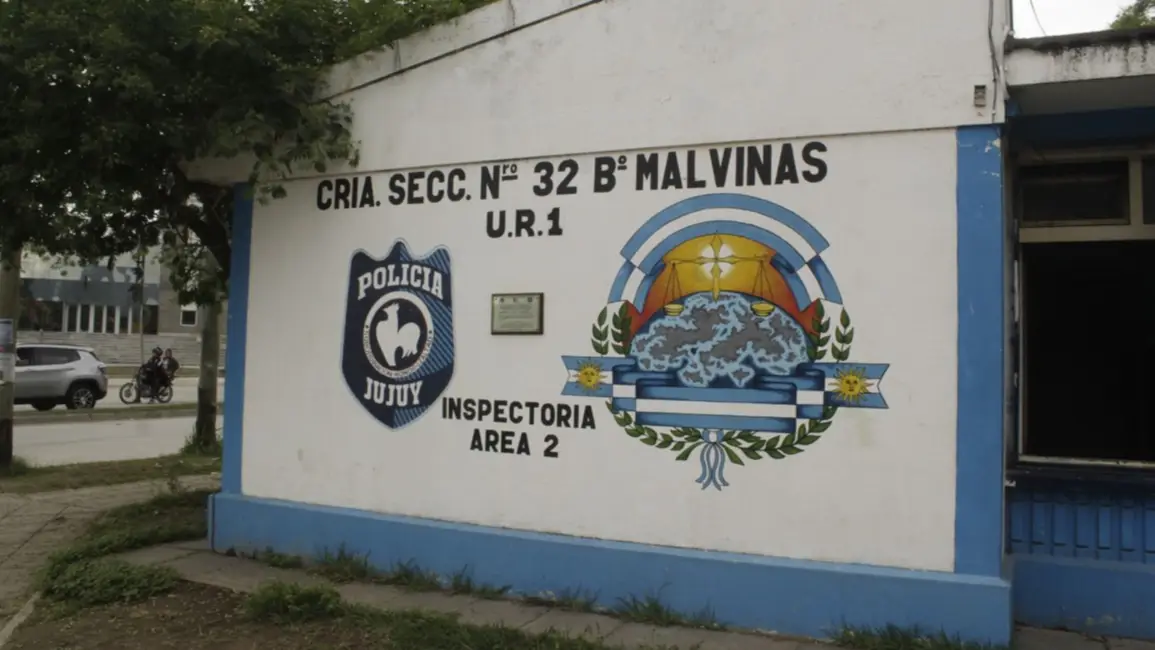 CRIA. SECC. Nʳᵒ 32 Bº MALVINAS
U.R.1
POLICIA
JUJUY
INSPECTORIA
AREA 2